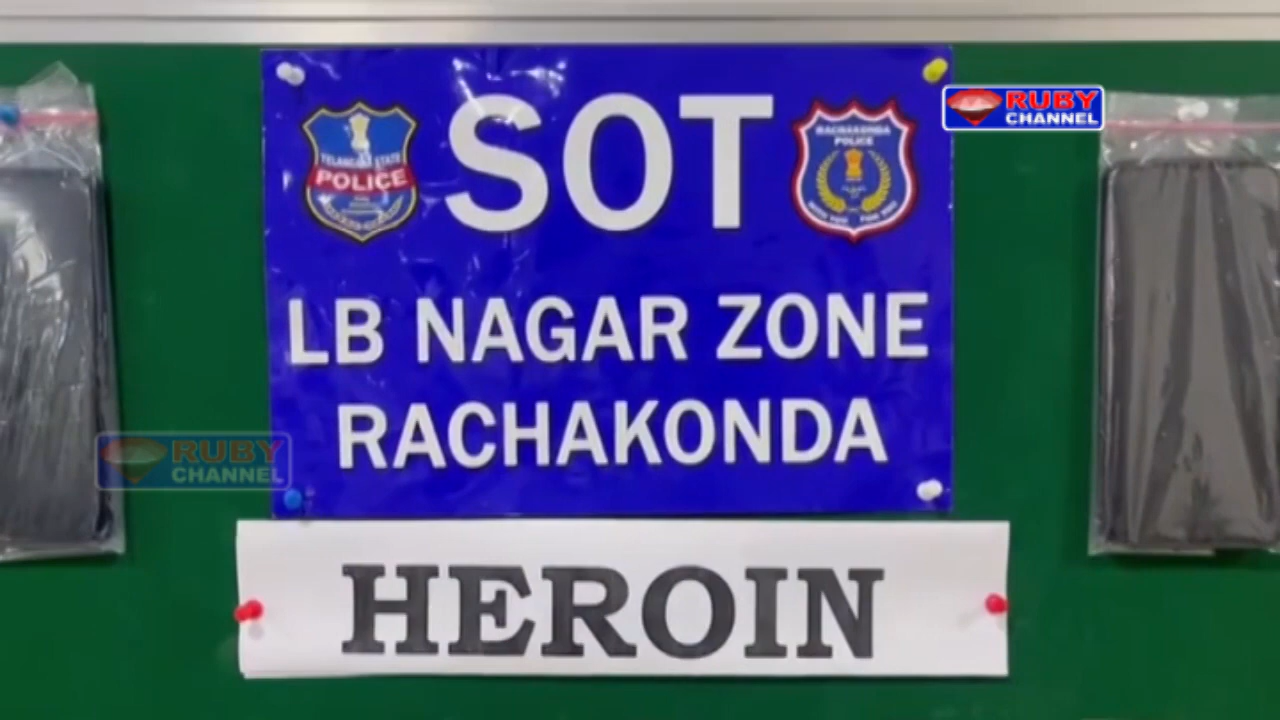 SOT
TELANGANA STATE
POLICE
RACHAKONDA
POLICE
LB NAGAR ZONE
RACHAKONDA
HEROIN
RUBY
CHANNEL
RUBY
CHANNEL